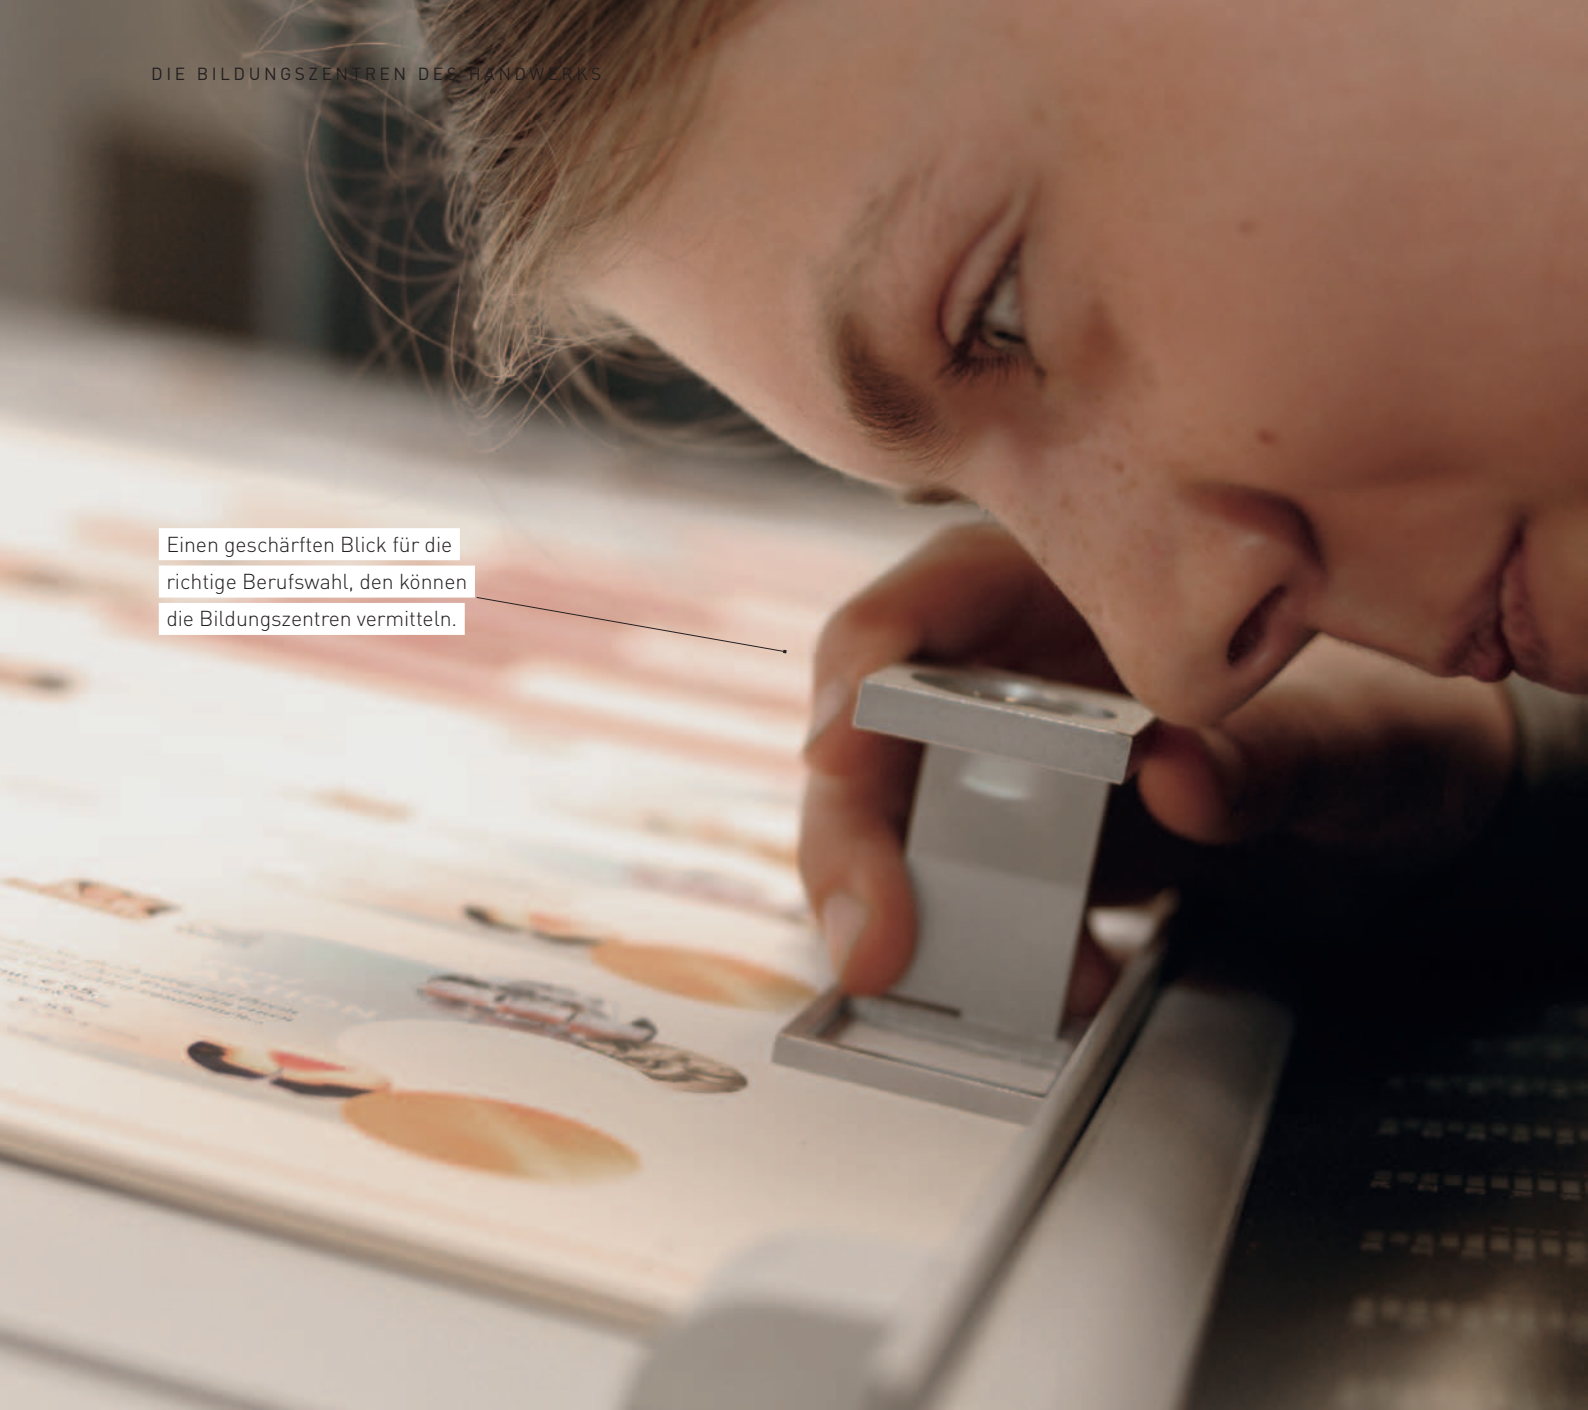 DIE BILDUNGSZENTREN DES HANDWERKS
Einen geschärften Blick für die
richtige Berufswahl, den können
die Bildungszentren vermitteln.